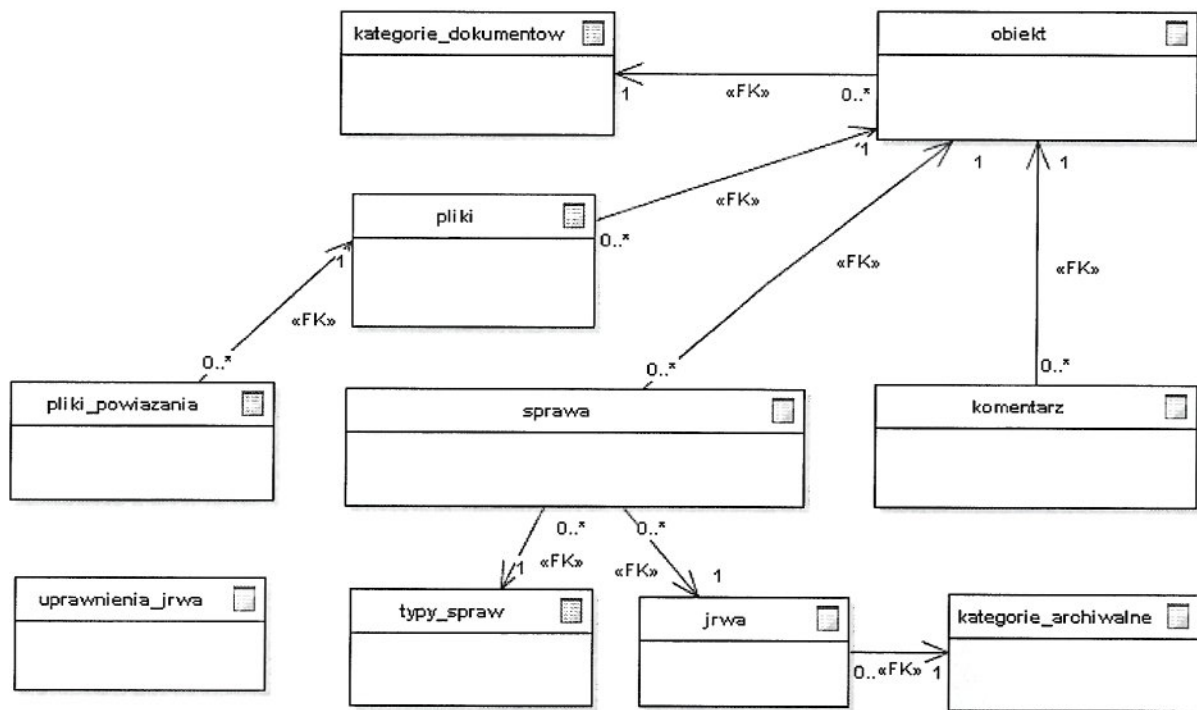 kategorie_dokumentow
obiekt
1
«FK»
0..*
1
1
1
pliki
«FK»
0..*
1
«FK»
«FK»
«FK»
0..*
0..*
0..*
pliki_powiazania
sprawa
komentarz
0..*
0..*
«FK»
1
«FK»
1
uprawnienia_jrwa
typy_spraw
jrwa
kategorie_archiwalne
0..
«FK»
1